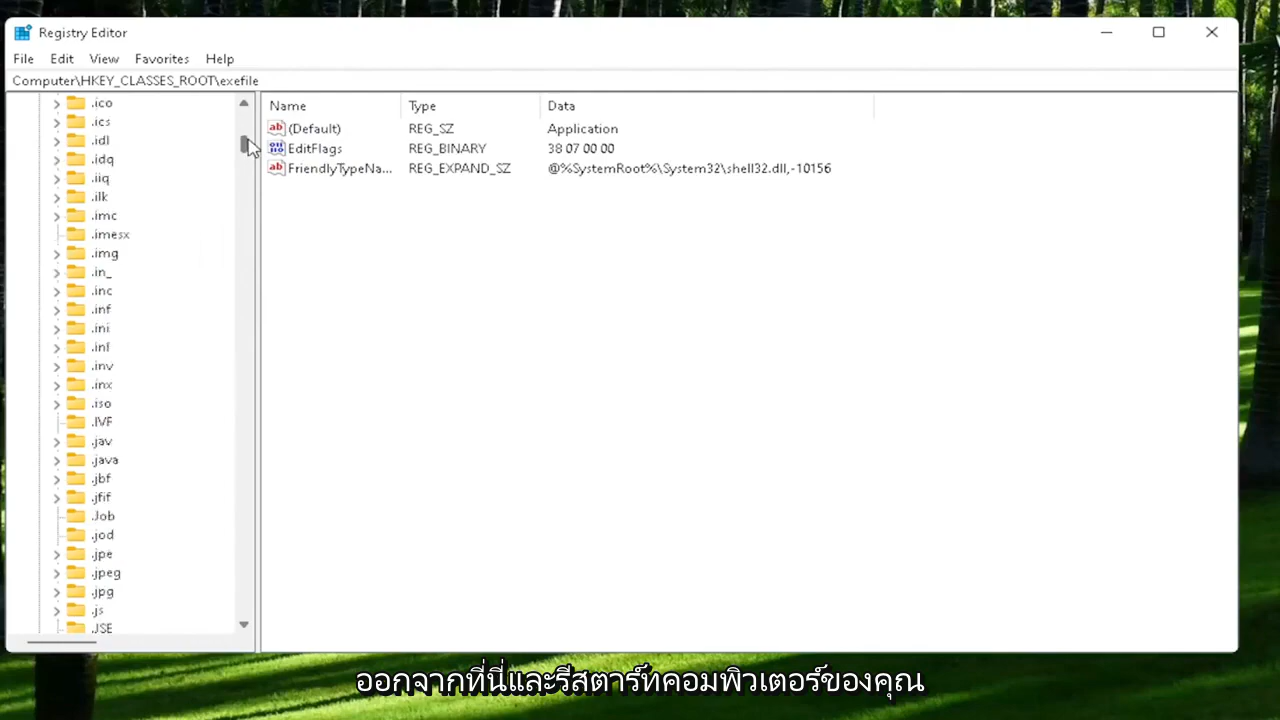 Registry Editor
File Edit View Favorites Help
Computer\HKEY_CLASSES_ROOT\exefile
.ico
.ics
.idl
.idq
.iiq
.ilk
.imc
.imesx
.img
.in_
.inc
.inf
.ini
.inl
.inv
.inx
.iso
.IVF
.jav
.java
.jbf
.jfif
.Job
.jod
.jpe
.jpeg
.jpg
.js
.JSE
Name Type Data
(Default) REG_SZ Application
EditFlags REG_BINARY 38 07 00 00
FriendlyTypeNa... REG_EXPAND_SZ @%SystemRoot%\System32\shell32.dll,-10156
ออกจากที่นี่และรีสตาร์ทคอมพิวเตอร์ของคุณ